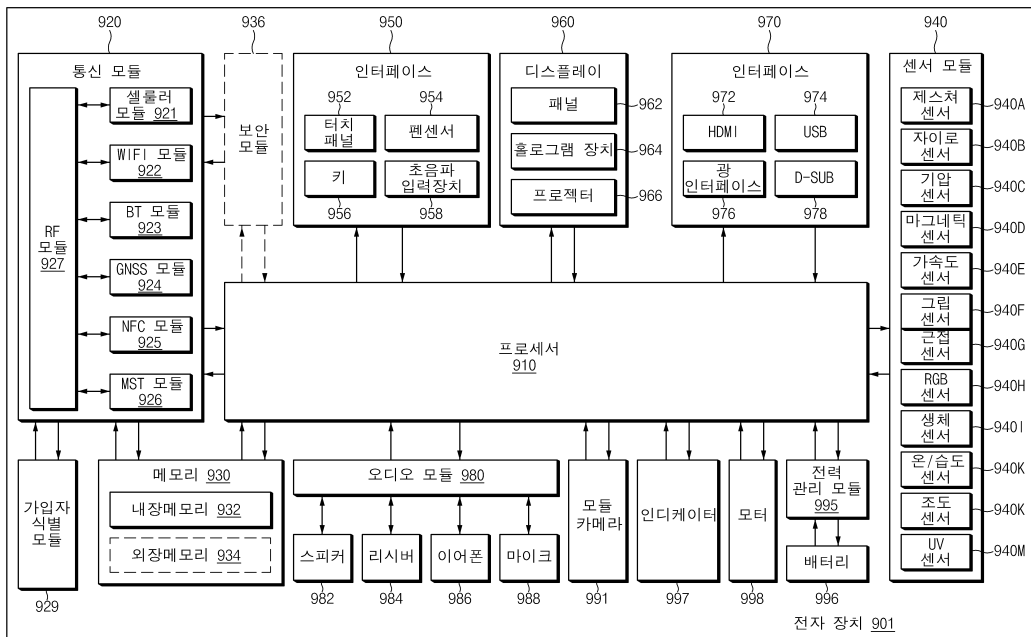 920
936
950
960
970
940
통신 모듈
RF
모듈
927
셀룰러
모듈 921
WIFI 모듈
922
BT 모듈
923
GNSS 모듈
924
NFC 모듈
925
MST 모듈
926
보안
모듈
인터페이스
952
954
터치
패널
펜센서
키
초음파
입력장치
956
958
디스플레이
패널
962
홀로그램 장치
964
프로젝터
966
인터페이스
972
974
HDMI
USB
광
인터페이스
D-SUB
976
978
센서 모듈
제스쳐
센서
940A
자이로
센서
940B
기압
센서
940C
마그네틱
센서
940D
가속도
센서
940E
그립
센서
940F
근접
센서
940G
RGB
센서
940H
생체
센서
940I
온/습도
센서
940K
조도
센서
940K
UV
센서
940M
프로세서
910
가입자
식별
모듈
929
메모리 930
내장메모리 932
외장메모리 934
오디오 모듈 980
스피커
리시버
이어폰
마이크
982
984
986
988
모듈
카메라
991
인디케이터
997
모터
998
전력
관리 모듈
995
배터리
996
전자 장치 901